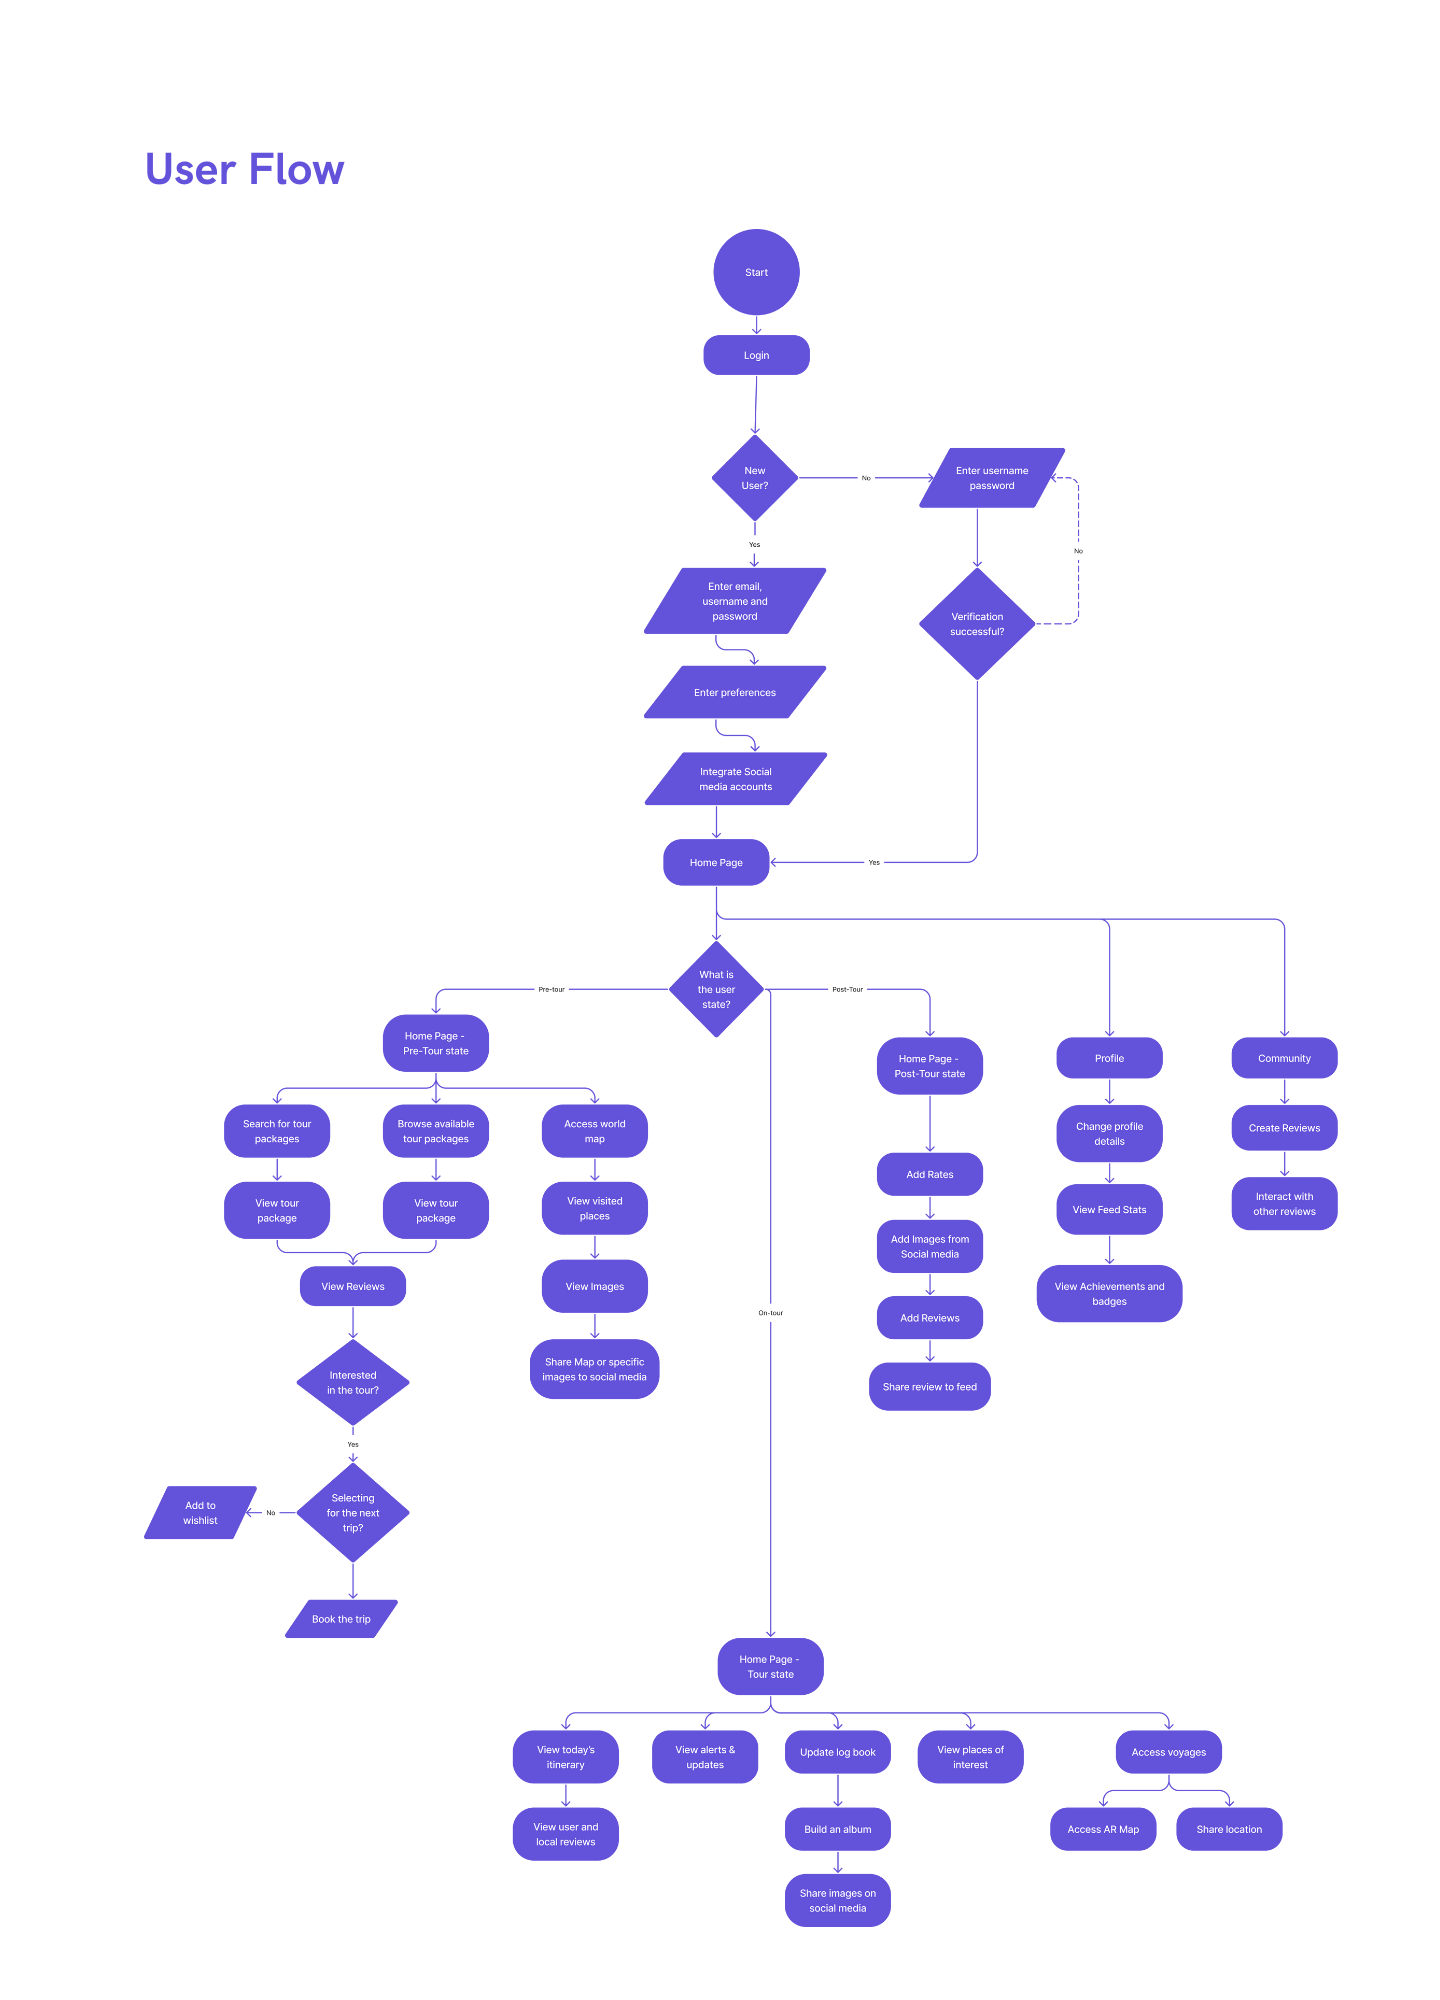 User Flow
Start
Login
New
User?
No
Enter username
password
Yes
No
Enter email,
username and
password
Verification
successful?
Enter preferences
Integrate Social
media accounts
Home Page
Yes
What is
the user
state?
Pre-tour
Post-Tour
Home Page -
Pre-Tour state
Home Page -
Post-Tour state
Profile
Community
Search for tour
packages
Browse available
tour packages
Access world
map
Change profile
details
Create Reviews
Add Rates
View tour
package
View tour
package
View visited
places
View Feed Stats
Interact with
other reviews
Add Images from
Social media
View Reviews
View Images
View Achievements and
badges
On-tour
Add Reviews
Interested
in the tour?
Share Map or specific
images to social media
Share review to feed
Yes
Selecting
for the next
trip?
No
Add to
wishlist
Book the trip
Home Page -
Tour state
View today's
itinerary
View alerts &
updates
Update log book
View places of
interest
Access voyages
View user and
local reviews
Build an album
Access AR Map
Share location
Share images on
social media